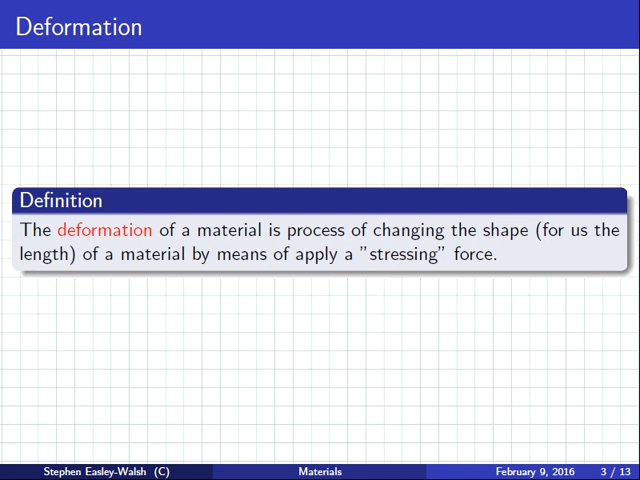 Deformation
Definition
The deformation of a material is process of changing the shape (for us the
length) of a material by means of apply a ”stressing” force.
Stephen Easley-Walsh (C) Materials February 9, 2016 3 / 13